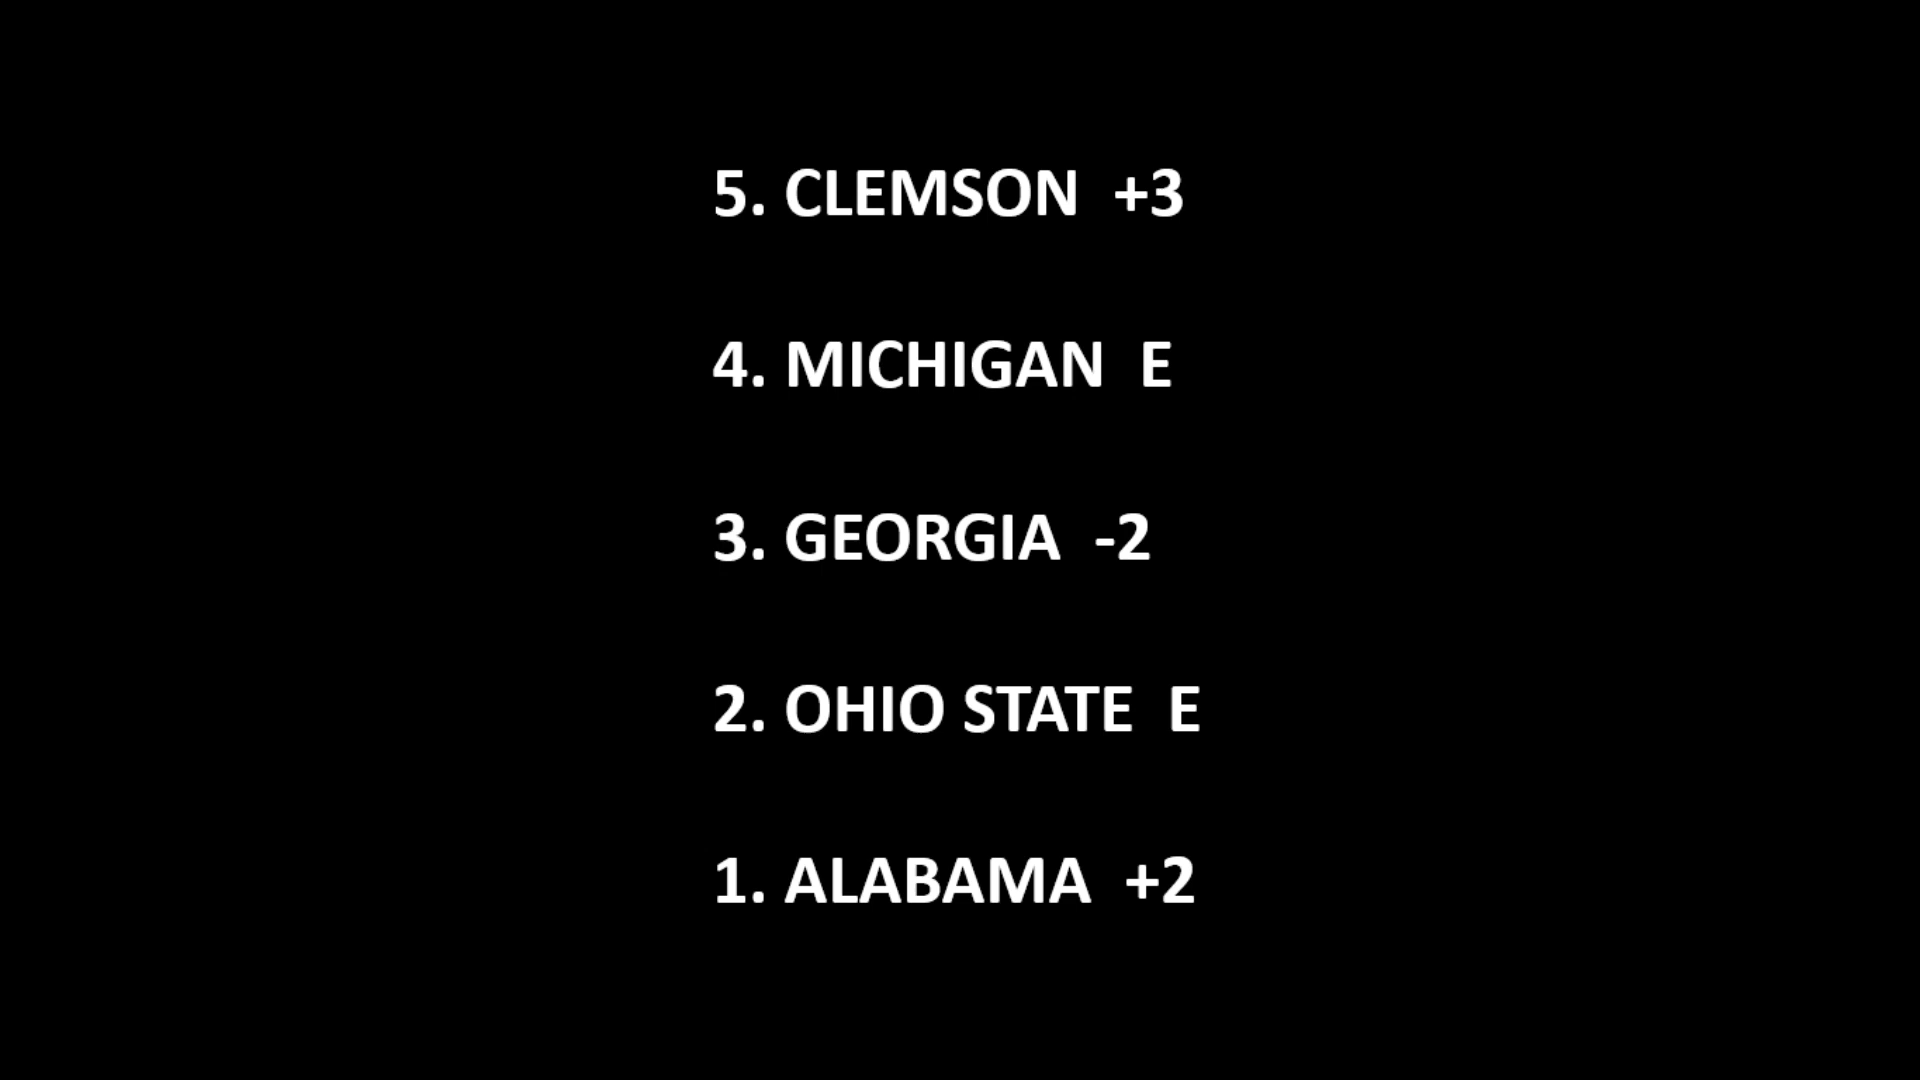 5. CLEMSON +3
4. MICHIGAN E
3. GEORGIA -2
2. OHIO STATE E
1. ALABAMA +2